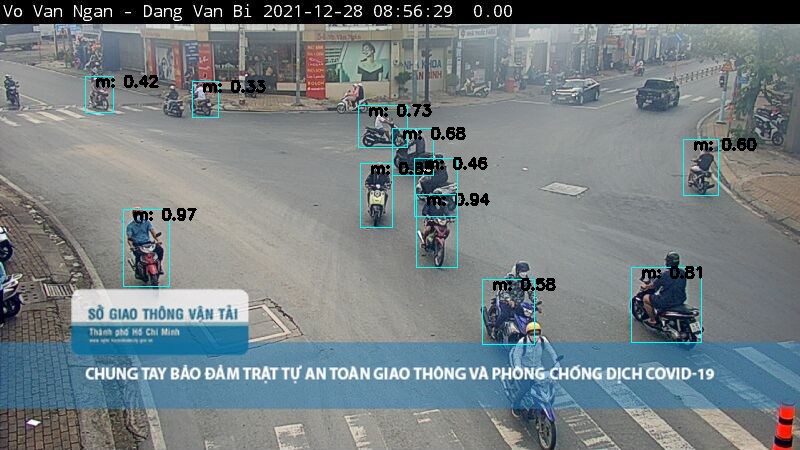 Vo Van Ngan - Dang Van Bi 2021-12-28 08:56:29 0.00
m: 0.42
m: 0.33
m: 0.73
m: 0.68
m: 0.46
m: 0.60
m: 0.94
m: 0.97
m: 0.58
m: 0.81
SỞ GIAO THÔNG VẬN TẢI
Thành phố Hồ Chí Minh
CHUNG TAY BẢO ĐẢM TRẬT TỰ AN TOÀN GIAO THÔNG VÀ PHÒNG CHỐNG DỊCH COVID-19